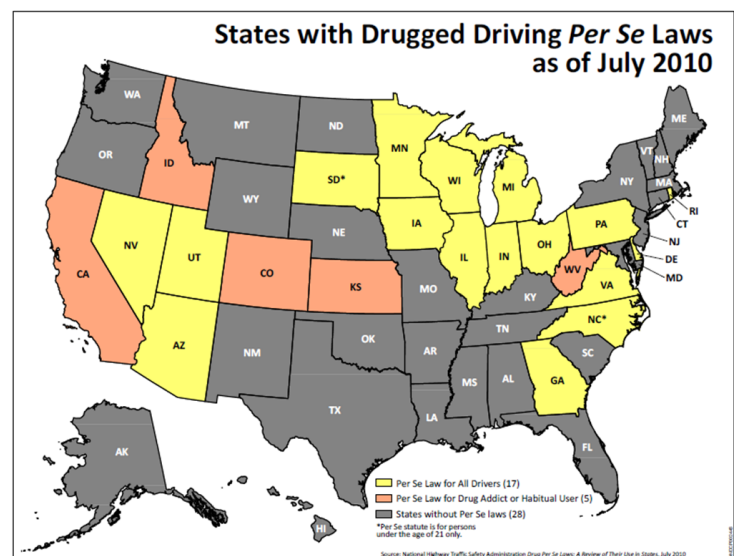 States with Drugged Driving Per Se Laws
as of July 2010
WA
MT
ND
ME
OR
ID
MN
VT
NH
SD*
WI
MI
NY
MA
WY
RI
CT
IA
PA
NJ
NE
NV
OH
DE
UT
IL
IN
MD
CA
CO
KS
MO
WV
VA
KY
NC*
TN
AZ
OK
NM
AR
SC
MS
AL
GA
TX
LA
AK
FL
HI
Per Se Law for All Drivers (17)
Per Se Law for Drug Addict or Habitual User (5)
States without Per Se laws (28)
*Per Se statute is for persons
under the age of 21 only.
Source: National Highway Traffic Safety Administration Drug Per Se Laws: A Review of Their Use in States, July 2010